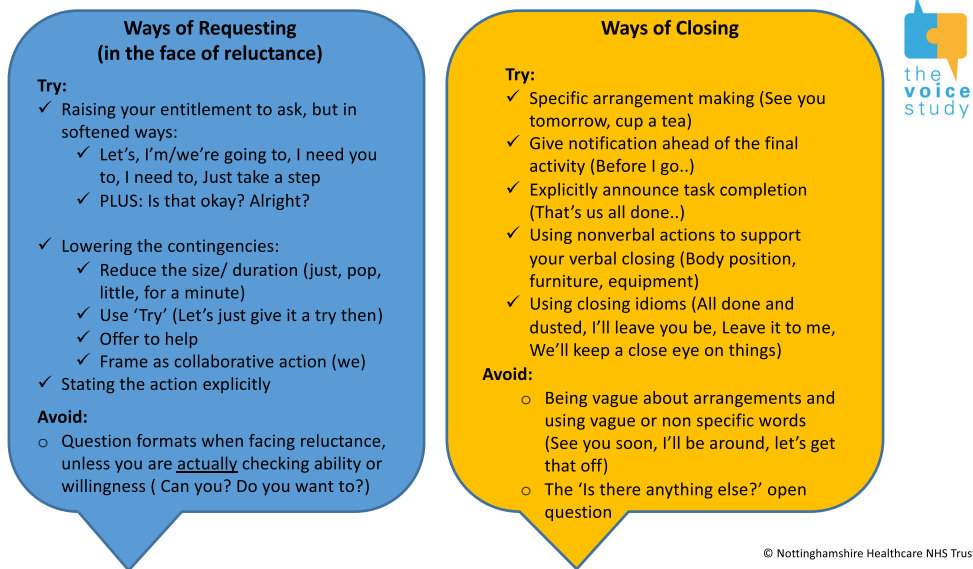 Ways of Requesting
(in the face of reluctance)
Try:
✓ Raising your entitlement to ask, but in
softened ways:
✓ Let’s, I’m/we’re going to, I need you
to, I need to, Just take a step
✓ PLUS: Is that okay? Alright?
✓ Lowering the contingencies:
✓ Reduce the size/ duration (just, pop,
little, for a minute)
✓ Use ‘Try’ (Let’s just give it a try then)
✓ Offer to help
✓ Frame as collaborative action (we)
✓ Stating the action explicitly
Avoid:
o Question formats when facing reluctance,
unless you are actually checking ability or
willingness ( Can you? Do you want to?)
Ways of Closing
Try:
✓ Specific arrangement making (See you
tomorrow, cup a tea)
✓ Give notification ahead of the final
activity (Before I go..)
✓ Explicitly announce task completion
(That’s us all done..)
✓ Using nonverbal actions to support
your verbal closing (Body position,
furniture, equipment)
✓ Using closing idioms (All done and
dusted, I’ll leave you be, Leave it to me,
We’ll keep a close eye on things)
Avoid:
o Being vague about arrangements and
using vague or non specific words
(See you soon, I’ll be around, let’s get
that off)
o The ‘Is there anything else?’ open
question
the
voice
study
© Nottinghamshire Healthcare NHS Trus